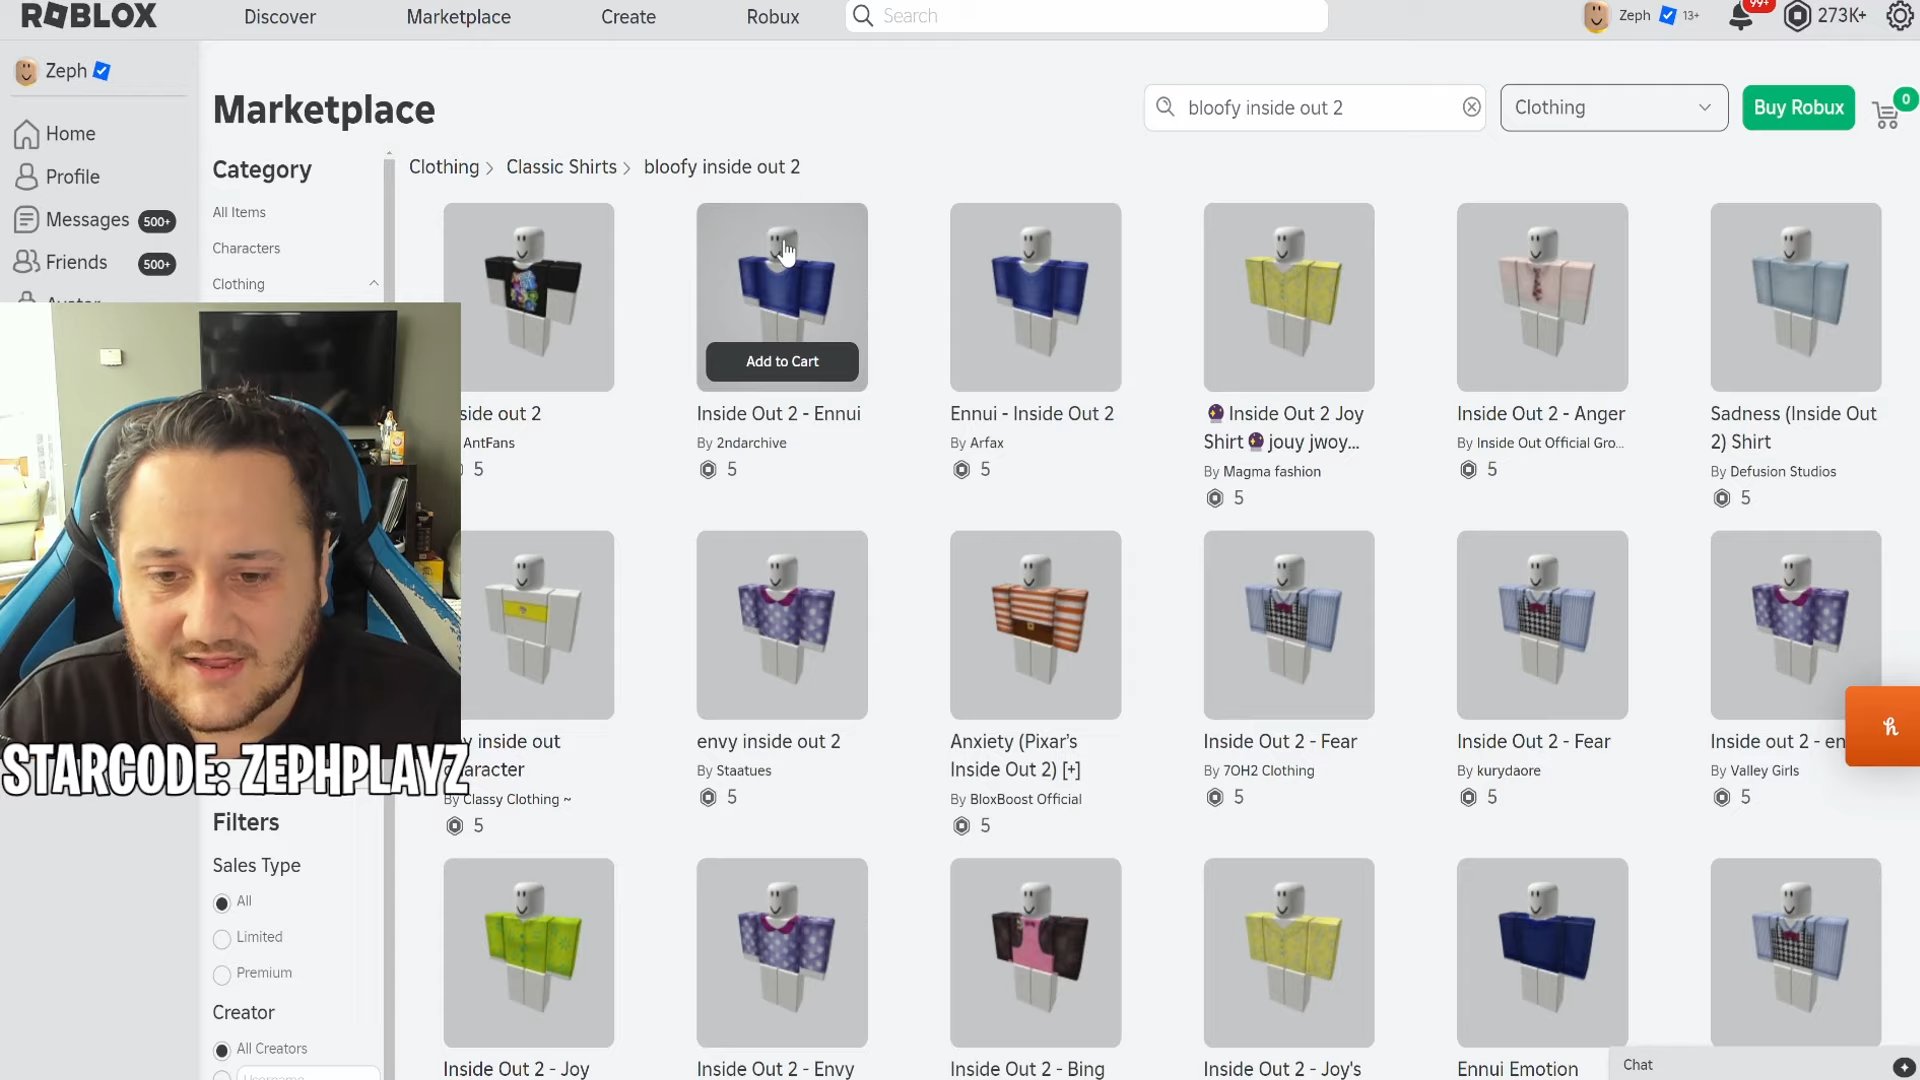 ROBLOX
Discover
Marketplace
Create
Robux
Search
Zeph
13+
99+
273K+
Zeph
Home
Profile
Messages
500+
Friends
500+
Marketplace
bloofy inside out 2
Clothing
Buy Robux
0
Category
All Items
Characters
Clothing
Clothing
Classic Shirts
bloofy inside out 2
side out 2
AntFans
5
Add to Cart
Inside Out 2 - Ennui
By 2ndarchive
5
Ennui - Inside Out 2
By Arfax
5
Inside Out 2 Joy
Shirt jouy jwoy...
By Magma fashion
5
Inside Out 2 - Anger
By Inside Out Official Gro...
5
Sadness (Inside Out
2) Shirt
By Defusion Studios
5
y inside out
aracter
By Classy Clothing ~
5
envy inside out 2
By Staatues
5
Anxiety (Pixar's
Inside Out 2) [+]
By BloxBoost Official
5
Inside Out 2 - Fear
By 7OH2 Clothing
5
Inside Out 2 - Fear
By kurydaore
5
Inside out 2 - en
By Valley Girls
5
STARCODE: ZEPHPLAYZ
Filters
Sales Type
All
Limited
Premium
Creator
All Creators
Username
Inside Out 2 - Joy
Inside Out 2 - Envy
Inside Out 2 - Bing
Inside Out 2 - Joy's
Ennui Emotion
Chat